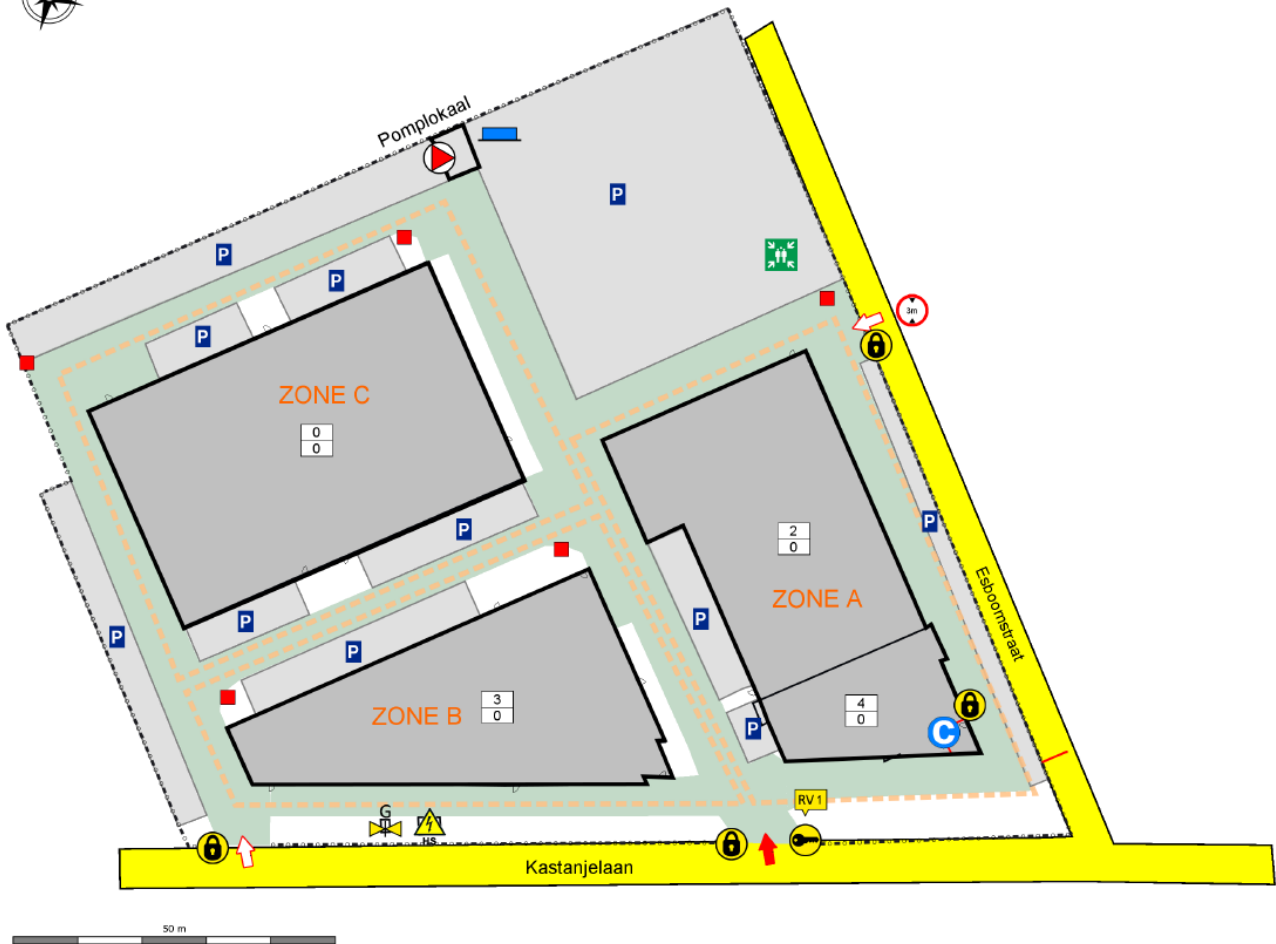 Pomplokaal
P
P
P
P
3m
ZONE C
0
0
P
P
2
0
ZONE A
Esboomstraat
P
P
P
P
ZONE B
3
0
4
0
P
C
RV 1
G
HS
Kastanjelaan
50 m